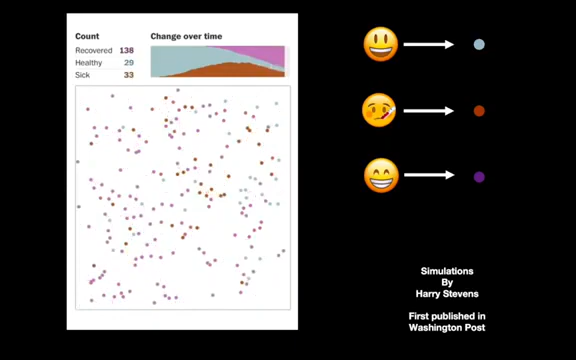 Count
Change over time
Recovered 138
Healthy 29
Sick 33
Simulations
By
Harry Stevens
First published in
Washington Post